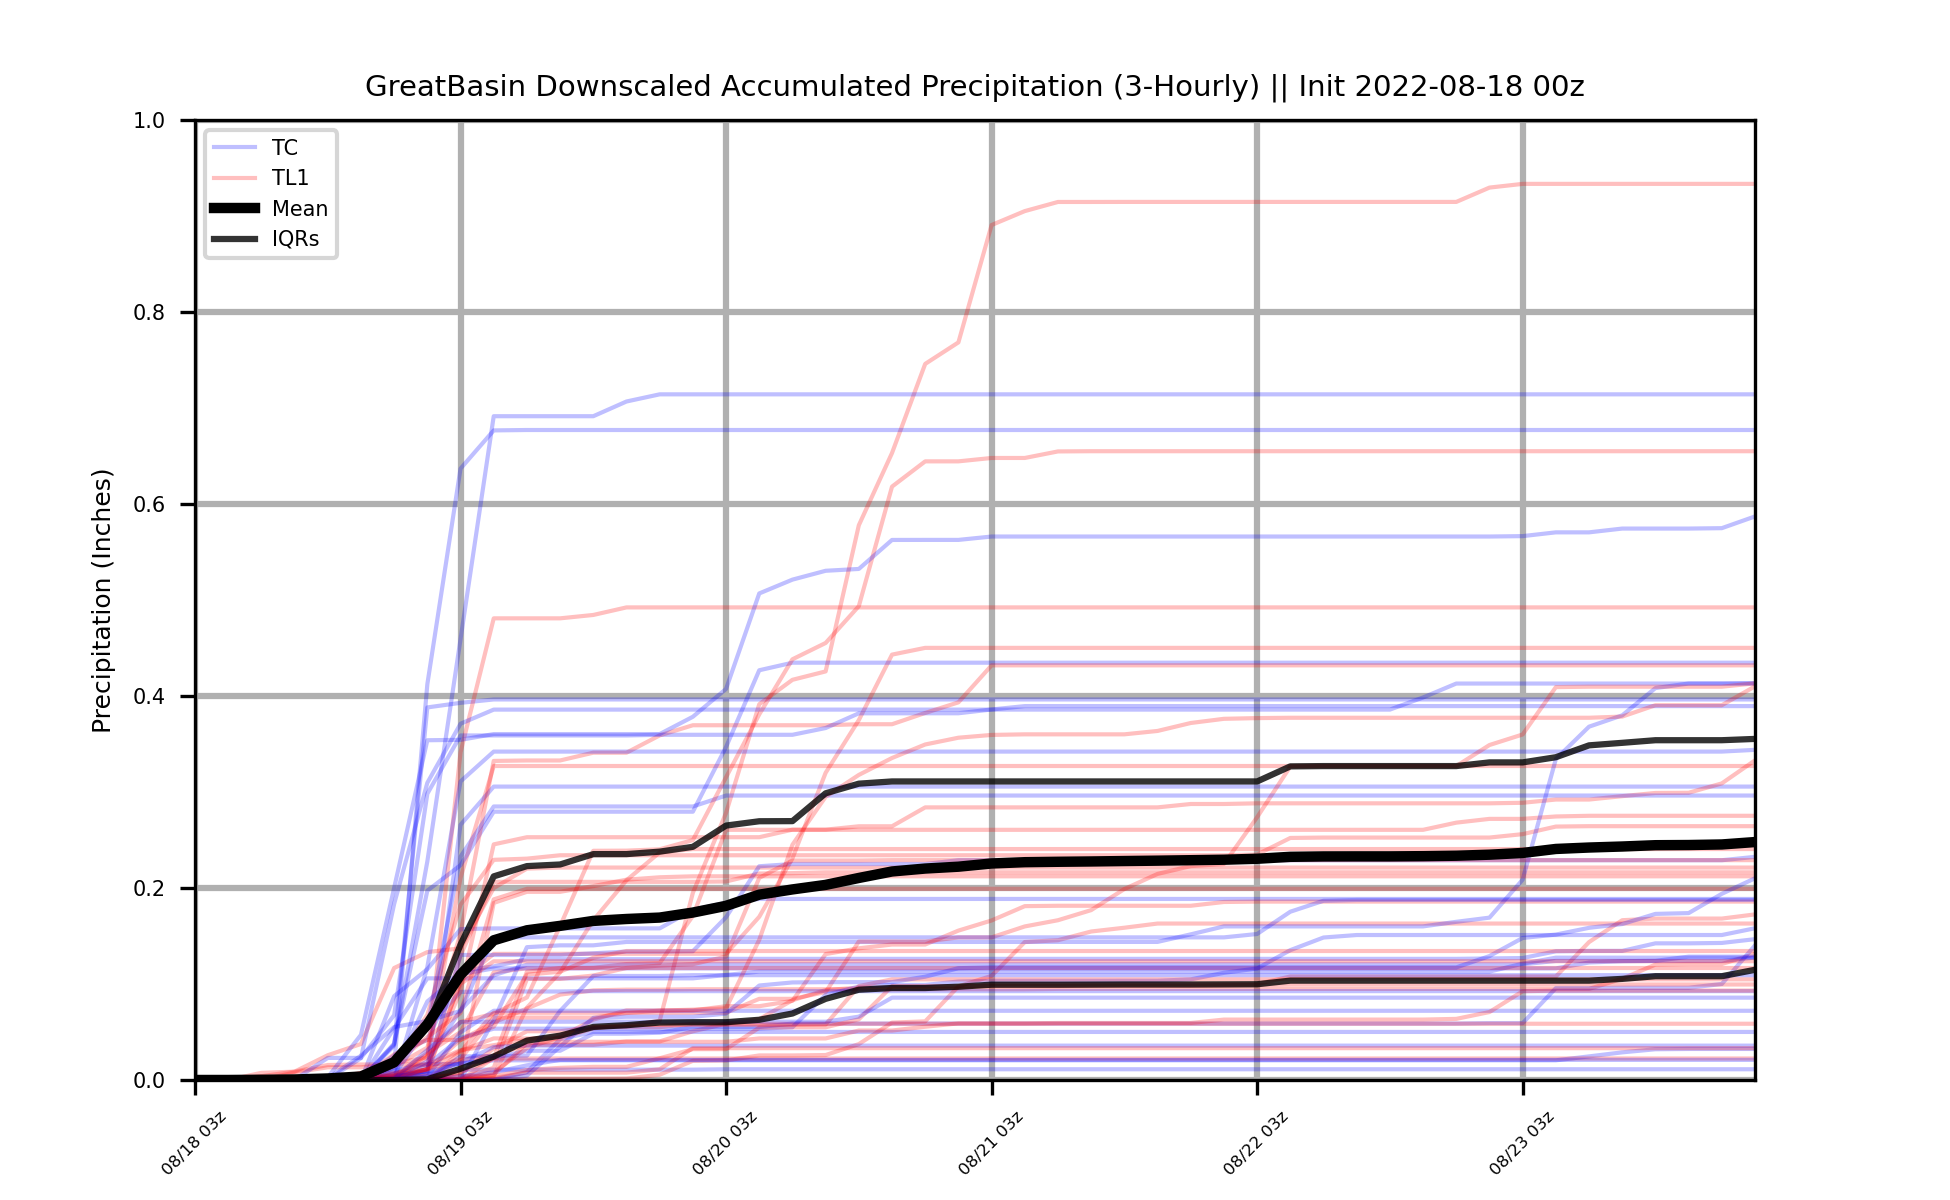 GreatBasin Downscaled Accumulated Precipitation (3-Hourly) || Init 2022-08-18 00z
1.0
0.8
0.6
0.4
0.2
0.0
Precipitation (Inches)
TC
TL1
Mean
IQRs
08/18 03z
08/19 03z
08/20 03z
08/21 03z
08/22 03z
08/23 03z